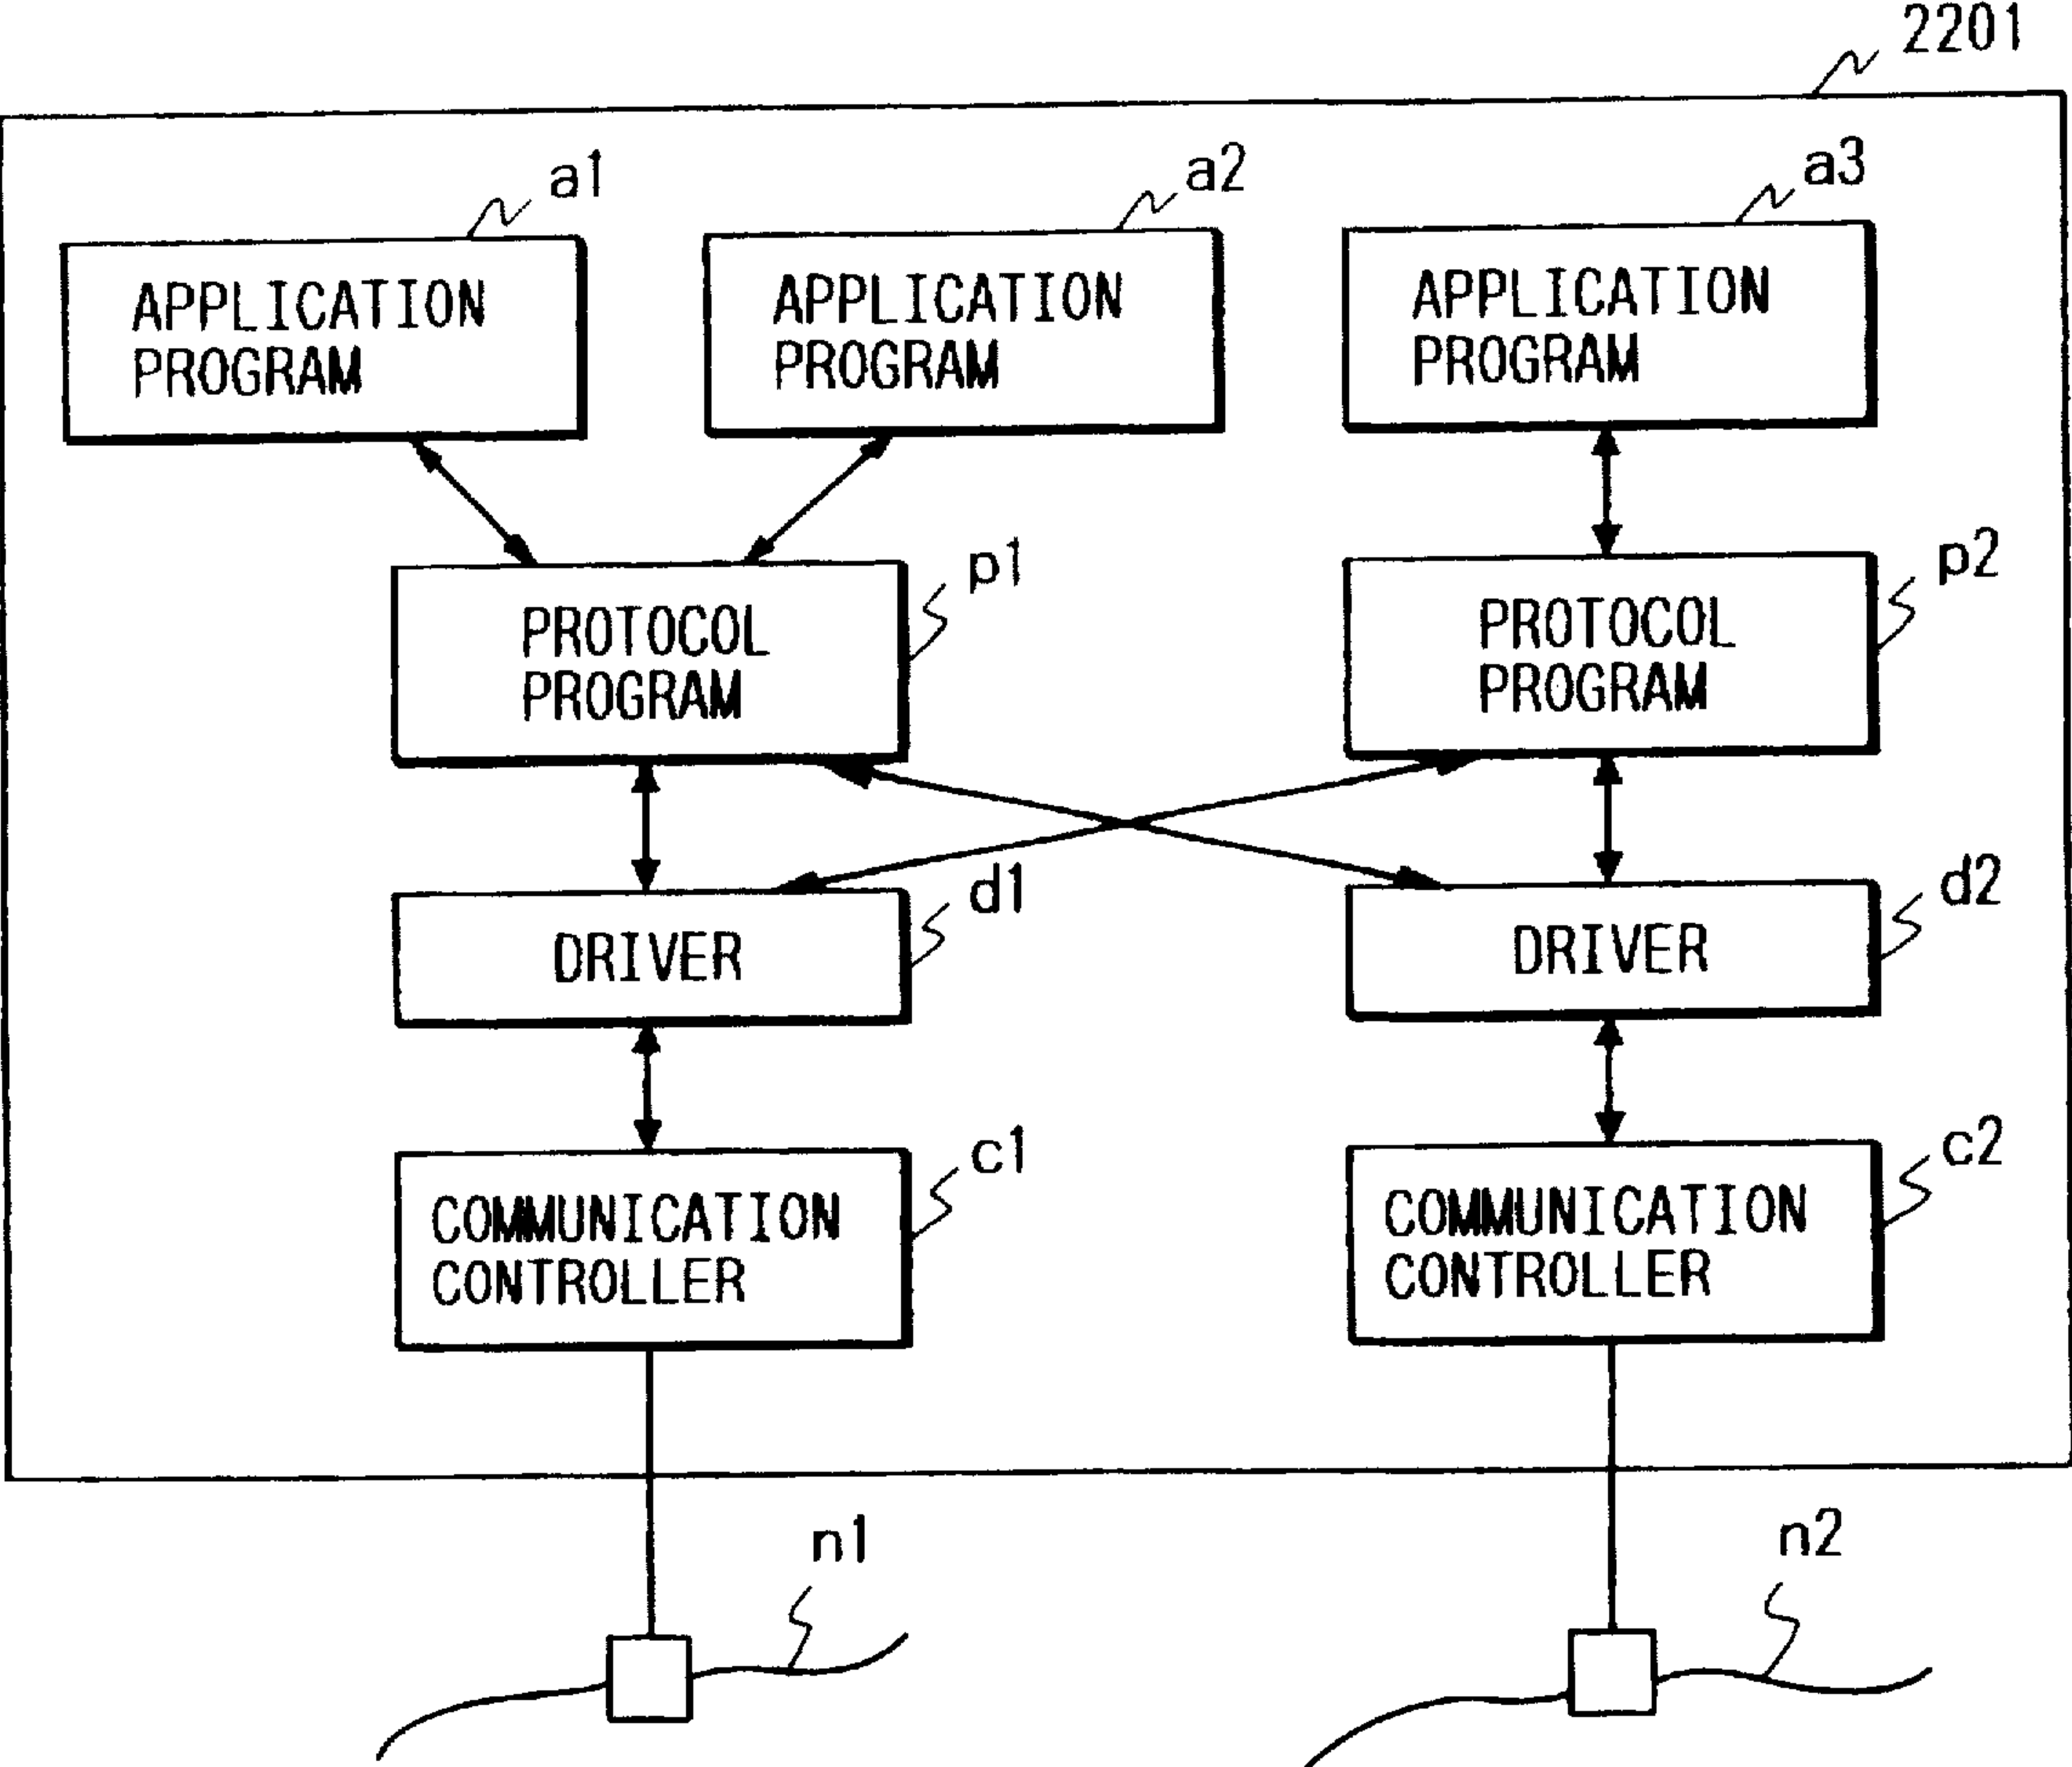 2201
a1
a2
a3
APPLICATION
PROGRAM
APPLICATION
PROGRAM
APPLICATION
PROGRAM
p1
p2
PROTOCOL
PROGRAM
PROTOCOL
PROGRAM
d1
d2
DRIVER
DRIVER
c1
c2
COMMUNICATION
CONTROLLER
COMMUNICATION
CONTROLLER
n1
n2